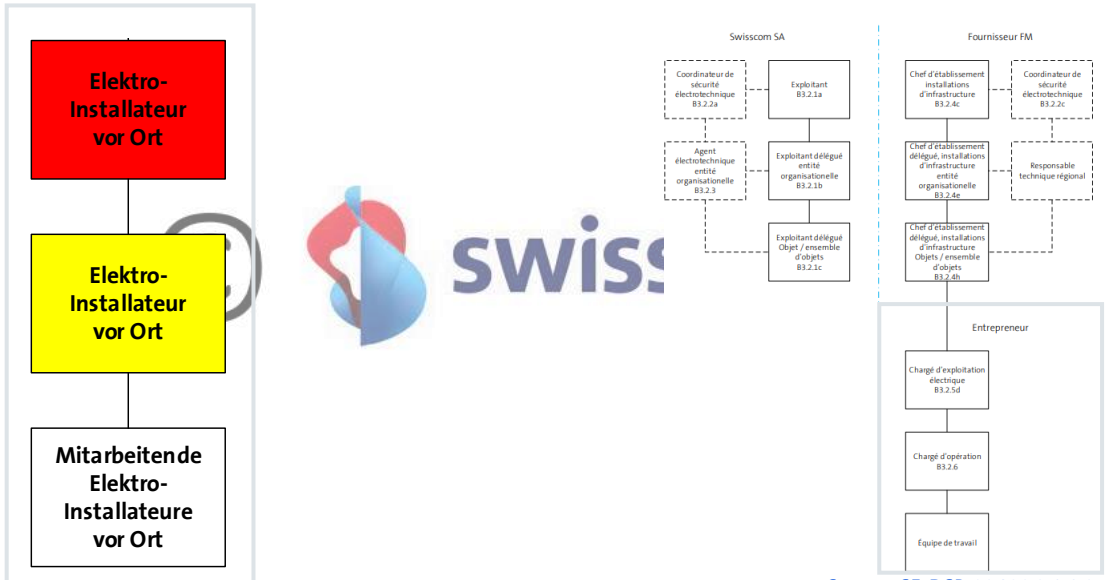 Elektro-
Installateur
vor Ort
Elektro-
Installateur
vor Ort
Mitarbeitende
Elektro-
Installateure
vor Ort
©
swiss
Swisscom SA
Coordinateur de
sécurité
électrotechnique
B3.2.2a
Exploitant
B3.2.1a
Agent
électrotechnique
entité
organisationelle
B3.2.3
Exploitant délégué
entité
organisationelle
B3.2.1b
Exploitant délégué
Objet / ensemble
d'objets
B3.2.1c
Fournisseur FM
Chef d'établissement
installations
d'infrastructure
B3.2.4c
Coordinateur de
sécurité
électrotechnique
B3.2.2c
Chef d'établissement
délégué, installations
d'infrastructure
entité
organisationelle
B3.2.4e
Responsable
technique régional
Chef d'établissement
délégué, installations
d'infrastructure
Objets / ensemble
d'objets
B3.2.4h
Entrepreneur
Chargé d'exploitation
électrique
B3.2.5d
Chargé d'opération
B3.2.6
Équipe de travail